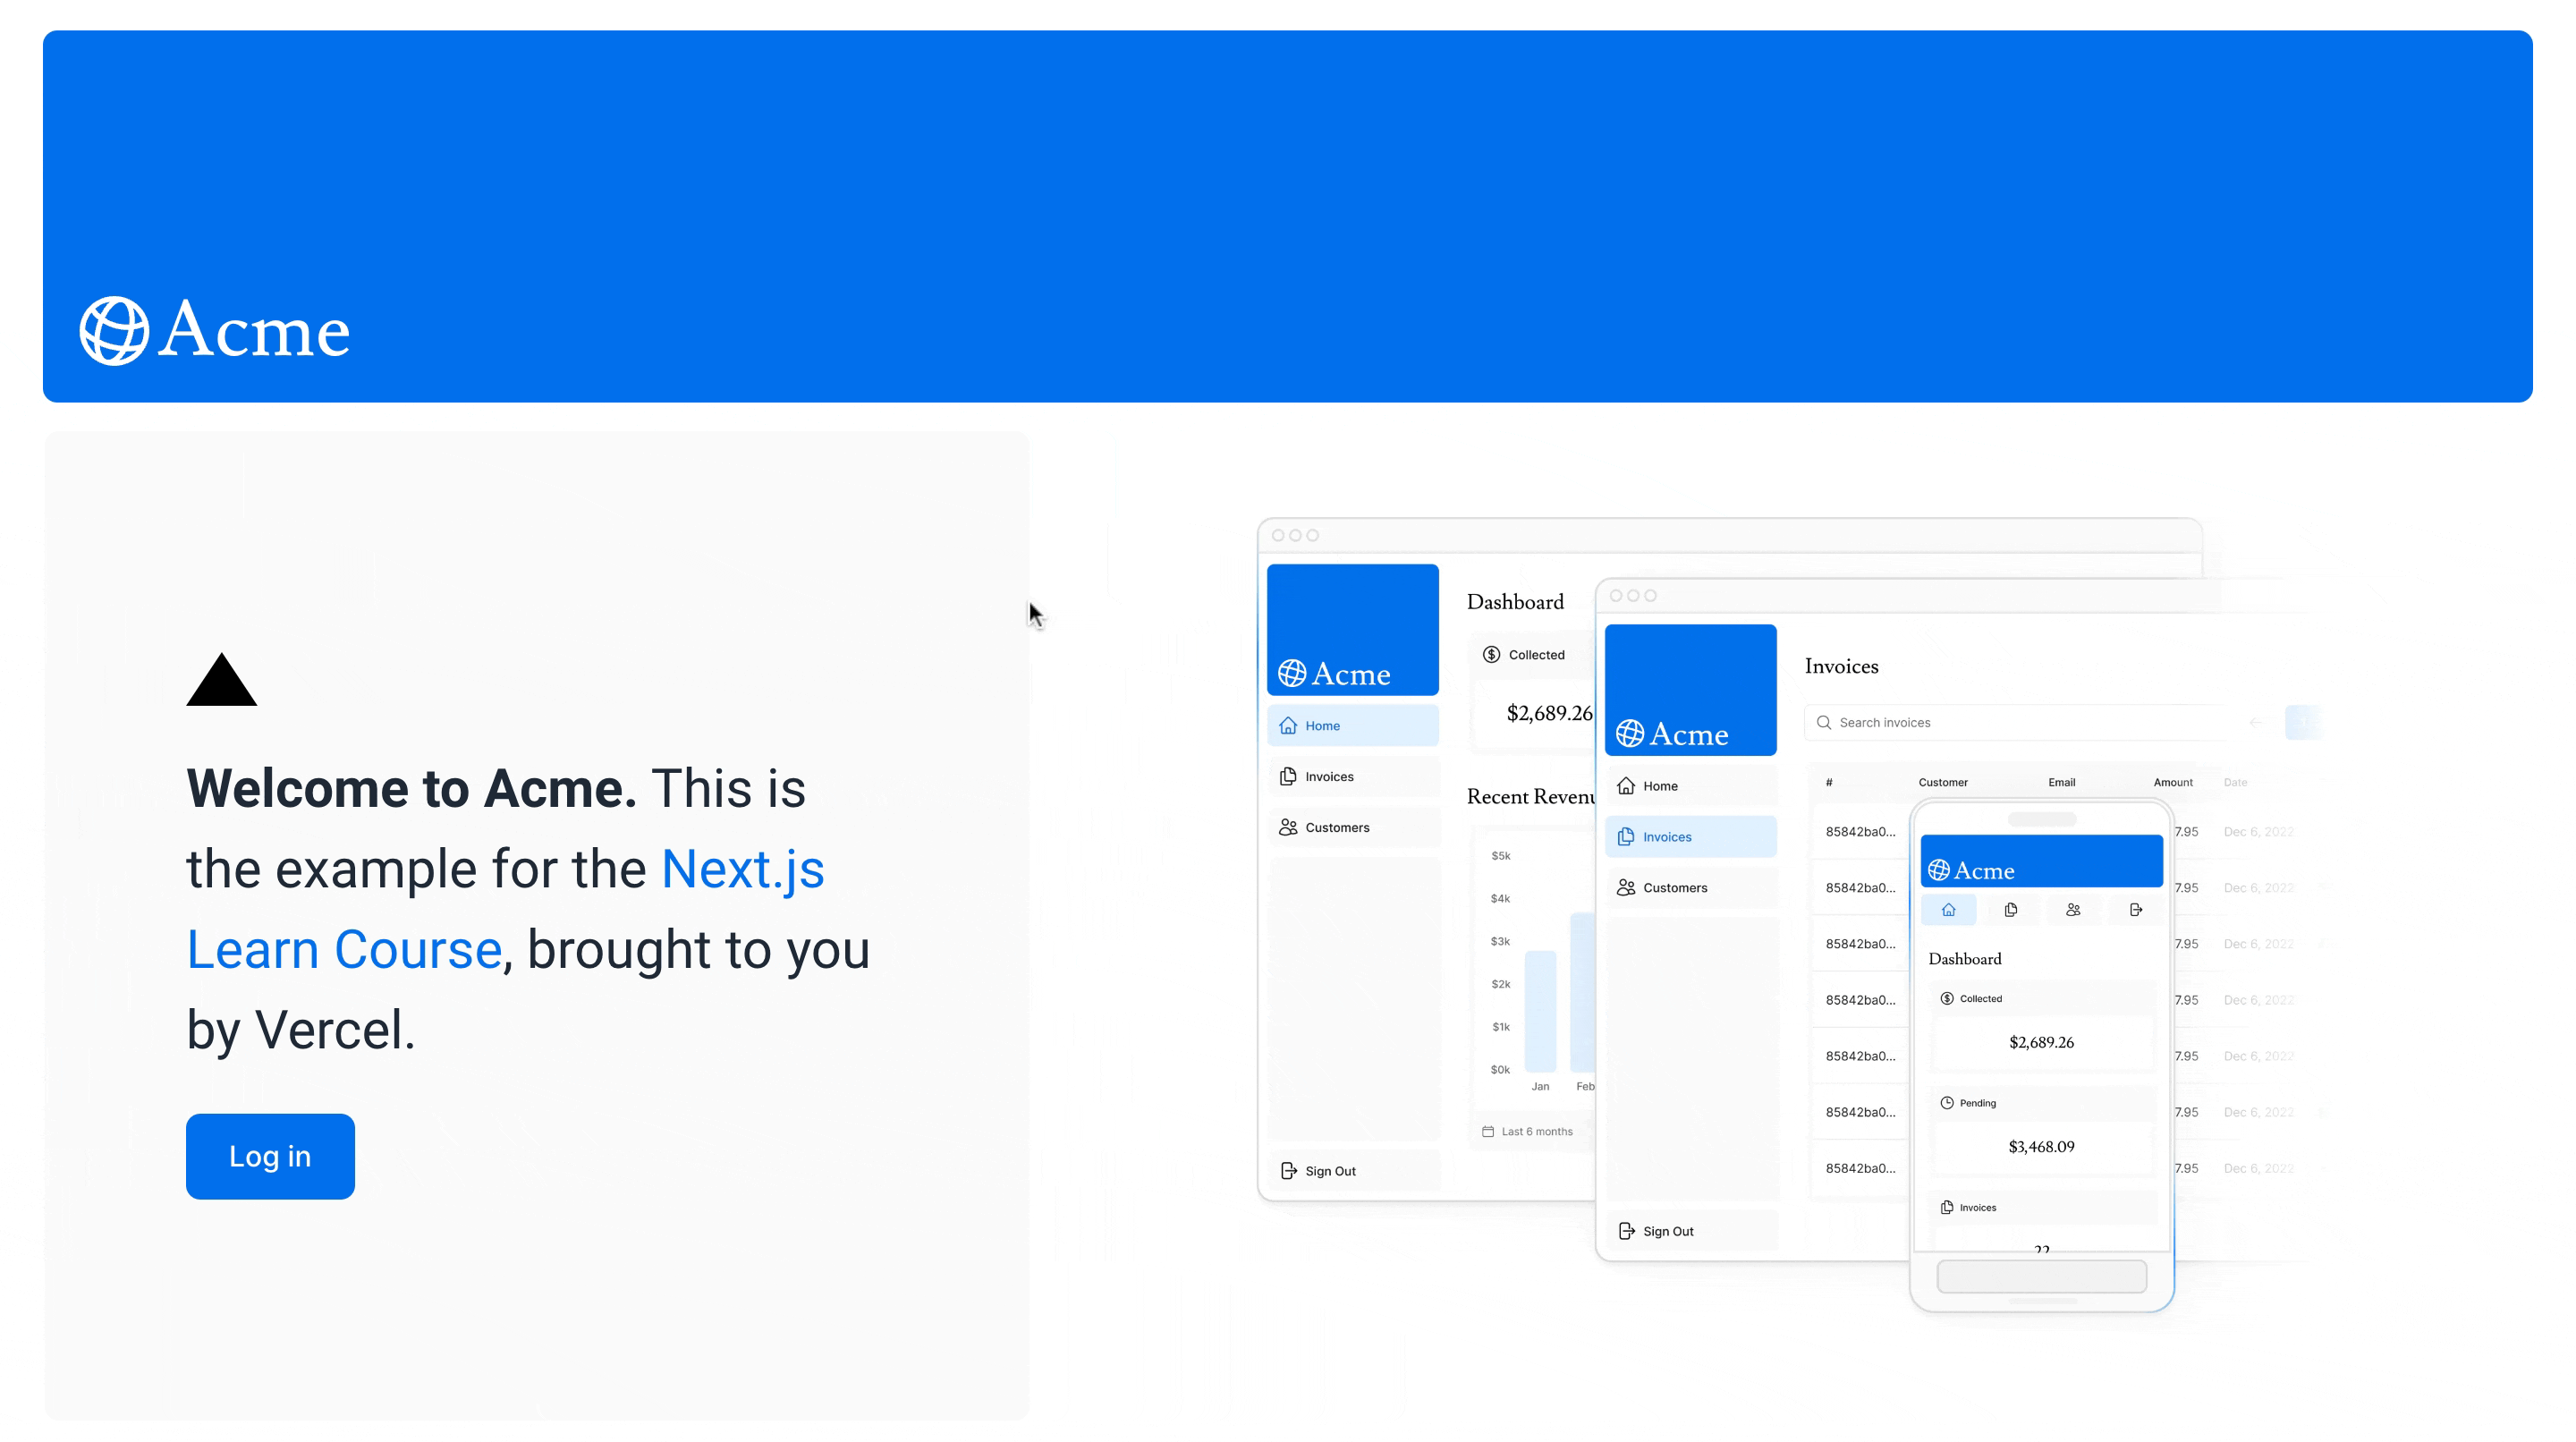 Acme
Welcome to Acme. This is
the example for the Next.js
Learn Course, brought to you
by Vercel.
Log in
Acme
Home
Invoices
Customers
Sign Out
Dashboard
Collected
$2,689.26
$5k
$4k
$3k
$2k
$1k
$0k
Jan
Feb
Last 6 months
Acme
Home
Invoices
Customers
Sign Out
Invoices
Search invoices
# Customer Email Amount Date
85842ba0... 7.95 Dec 6, 2022
85842ba0... 7.95 Dec 6, 2022
85842ba0... 7.95 Dec 6, 2022
85842ba0... 7.95 Dec 6, 2022
85842ba0... 7.95 Dec 6, 2022
85842ba0... 7.95 Dec 6, 2022
85842ba0... 7.95 Dec 6, 2022
Acme
Dashboard
Collected
$2,689.26
Pending
$3,468.09
Invoices
22